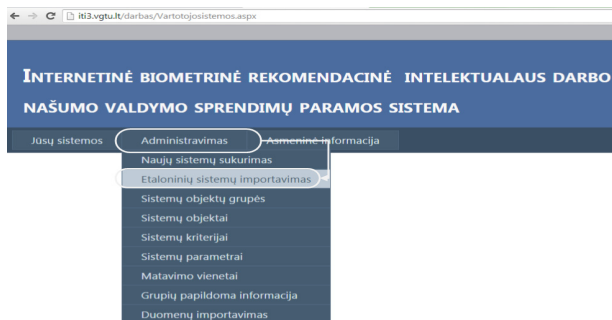 iti3.vgtu.lt/darbas/Vartotojosistemos.aspx
INTERNETINĖ BIOMETRINĖ REKOMENDACINĖ INTELEKTUALAUS DARBO
NAŠUMO VALDYMO SPRENDIMŲ PARAMOS SISTEMA
Jūsų sistemos Administravimas Asmeninė informacija
Naujų sistemų sukurimas
Etaloninių sistemų importavimas
Sistemų objektų grupės
Sistemų objektai
Sistemų kriterijai
Sistemų parametrai
Matavimo vienetai
Grupių papildoma informacija
Duomenų importavimas